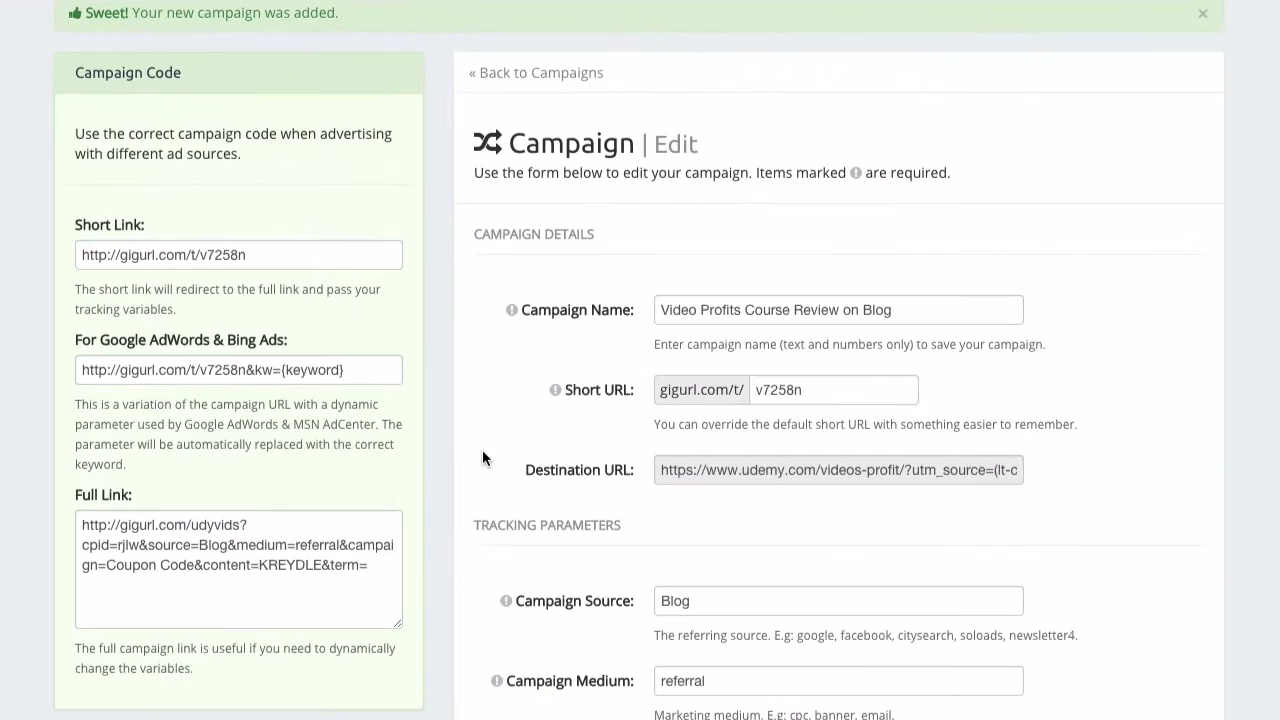 Sweet! Your new campaign was added.
×
Campaign Code
Use the correct campaign code when advertising
with different ad sources.
Short Link:
http://gigurl.com/t/v7258n
The short link will redirect to the full link and pass your
tracking variables.
For Google AdWords & Bing Ads:
http://gigurl.com/t/v7258n&kw={keyword}
This is a variation of the campaign URL with a dynamic
parameter used by Google AdWords & MSN AdCenter. The
parameter will be automatically replaced with the correct
keyword.
Full Link:
http://gigurl.com/udyvids?
cpid=rjlw&source=Blog&medium=referral&campai
gn=Coupon Code&content=KREYDLE&term=
The full campaign link is useful if you need to dynamically
change the variables.
« Back to Campaigns
Campaign | Edit
Use the form below to edit your campaign. Items marked are required.
CAMPAIGN DETAILS
Campaign Name: Video Profits Course Review on Blog
Enter campaign name (text and numbers only) to save your campaign.
Short URL: gigurl.com/t/ v7258n
You can override the default short URL with something easier to remember.
Destination URL: https://www.udemy.com/videos-profit/?utm_source=(lt-c
TRACKING PARAMETERS
Campaign Source: Blog
The referring source. E.g: google, facebook, citysearch, soloads, newsletter4.
Campaign Medium: referral
Marketing medium. E.g: cpc, banner, email.